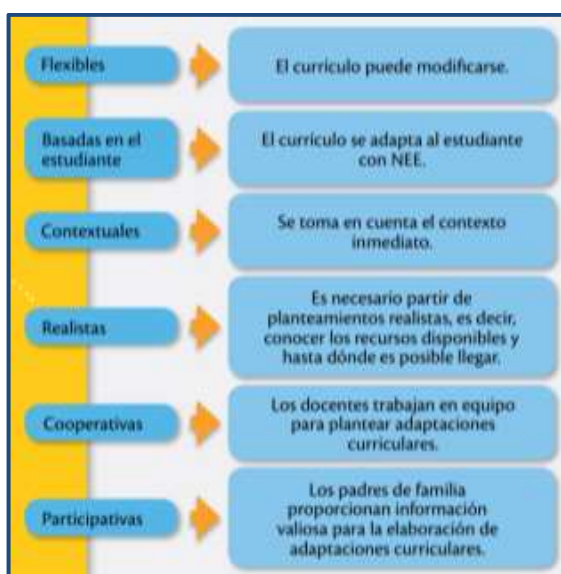 Flexibles
El currículo puede modificarse.
Basadas en el
estudiante
El currículo se adapta al estudiante
con NEE.
Contextuales
Se toma en cuenta el contexto
inmediato.
Realistas
Es necesario partir de
planteamientos realistas, es decir,
conocer los recursos disponibles y
hasta dónde es posible llegar.
Cooperativas
Los docentes trabajan en equipo
para plantear adaptaciones
curriculares.
Participativas
Los padres de familia
proporcionan información
valiosa para la elaboración de
adaptaciones curriculares.